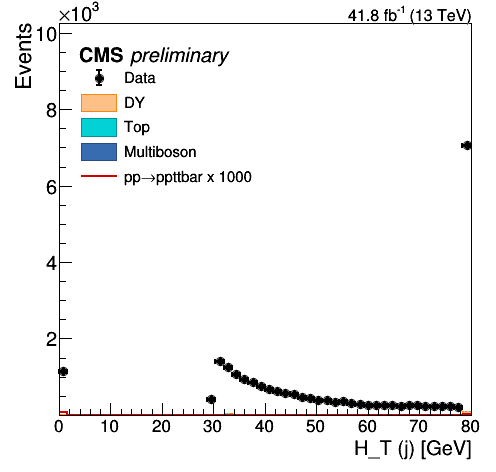 ×10³
41.8 fb⁻¹ (13 TeV)
Events
CMS preliminary
Data
DY
Top
Multiboson
pp→ppttbar x 1000
10
8
6
4
2
0 10 20 30 40 50 60 70 80
H_T (j) [GeV]